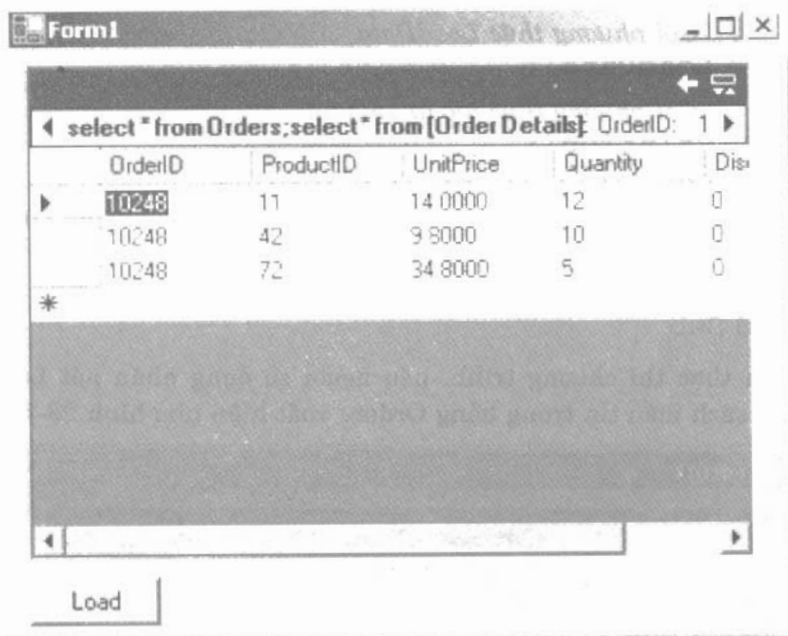 Form1
select * from Orders;select * from [Order Details]: OrderID: 1
OrderID ProductID UnitPrice Quantity Dis
10248 11 14.0000 12 0
10248 42 9.8000 10 0
10248 72 34.8000 5 0
Load